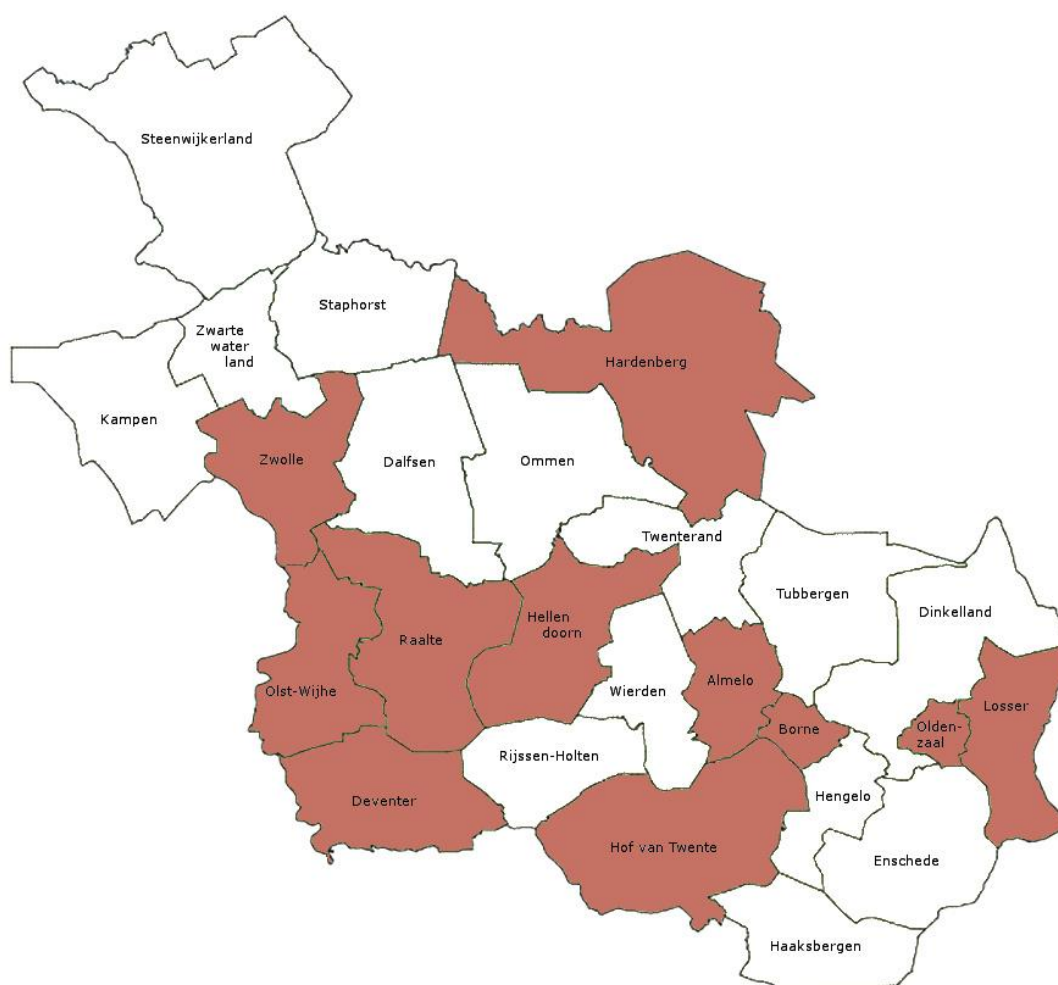 Steenwijkerland
Staphorst
Zwarte
water
land
Hardenberg
Kampen
Zwolle
Dalfsen
Ommen
Twenterand
Tubbergen
Dinkelland
Hellen
doorn
Raalte
Olst-Wijhe
Wierden
Almelo
Losser
Borne
Olden-
zaal
Rijssen-Holten
Deventer
Hengelo
Hof van Twente
Enschede
Haaksbergen